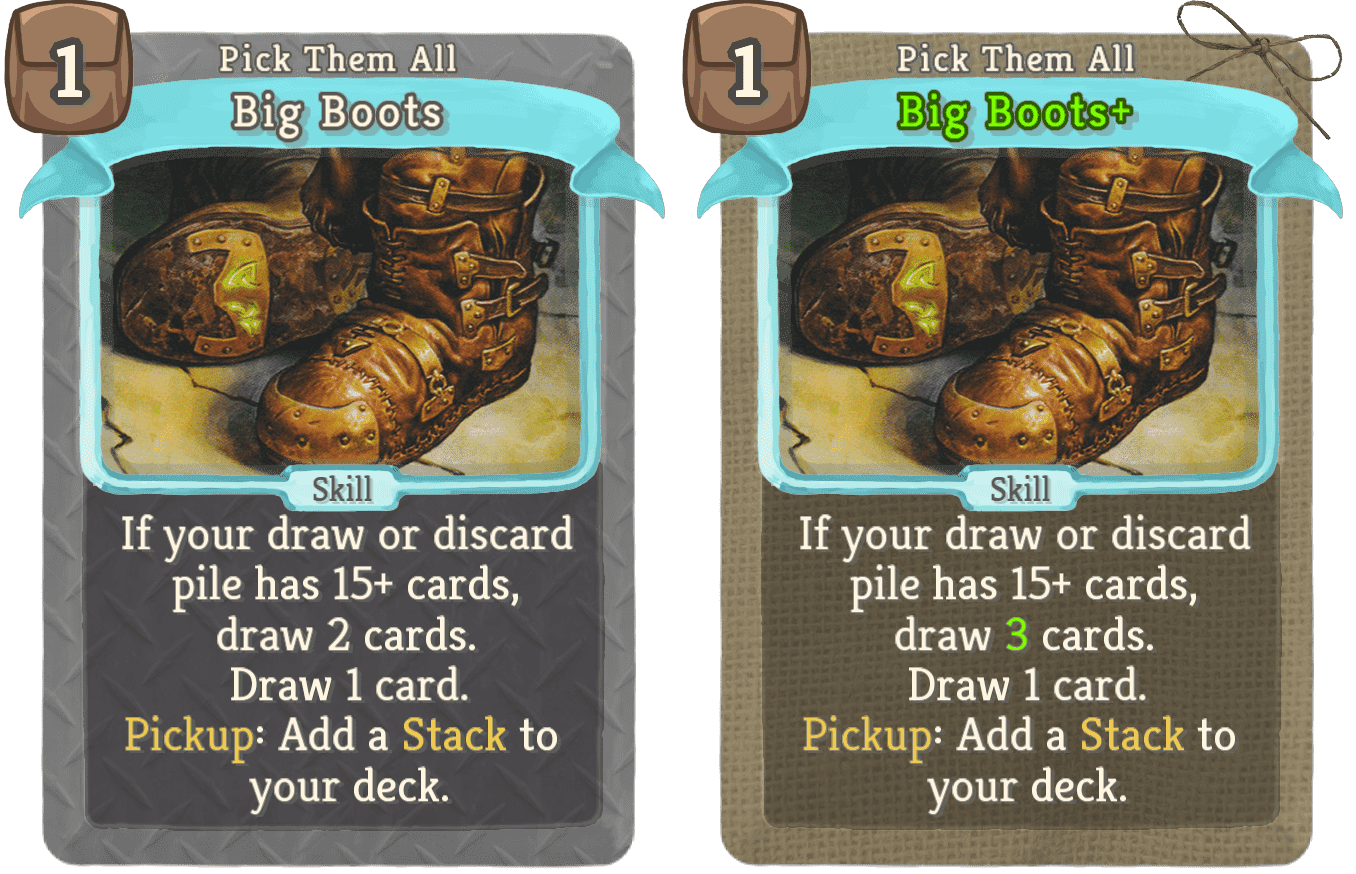 1
Pick Them All
Big Boots
Skill
If your draw or discard
pile has 15+ cards,
draw 2 cards.
Draw 1 card.
Pickup: Add a Stack to
your deck.
1
Pick Them All
Big Boots+
Skill
If your draw or discard
pile has 15+ cards,
draw 3 cards.
Draw 1 card.
Pickup: Add a Stack to
your deck.